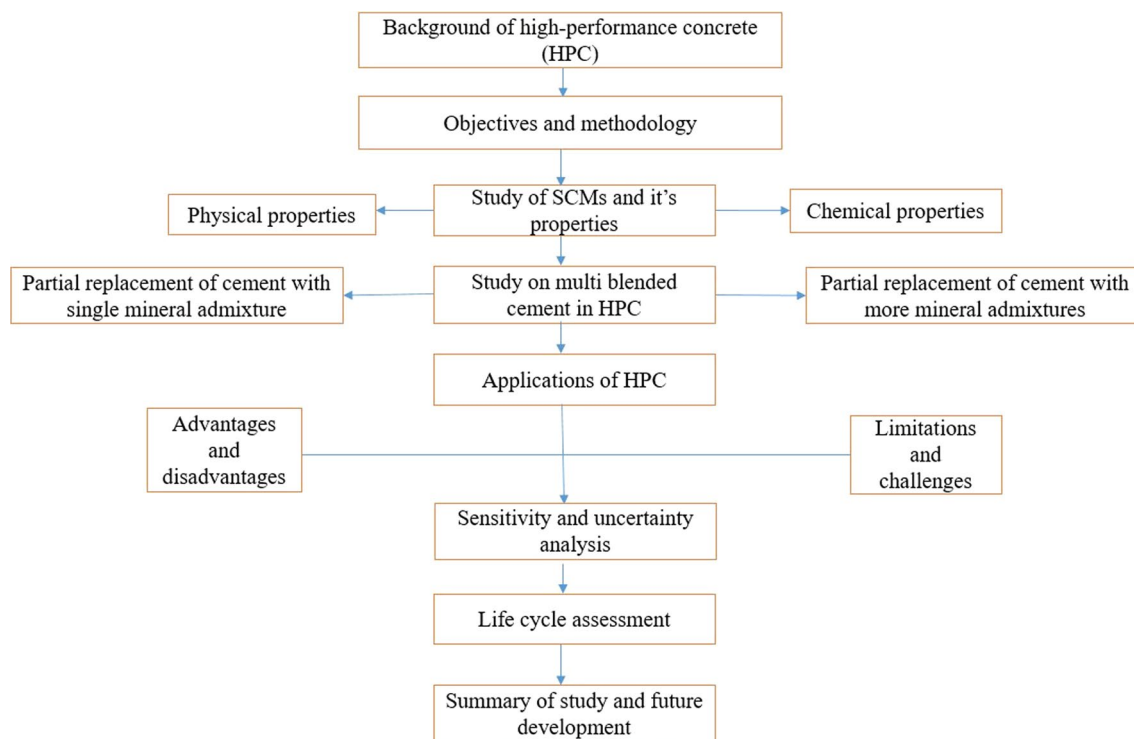 Background of high-performance concrete
(HPC)
Objectives and methodology
Study of SCMs and it's
properties
Physical properties
Chemical properties
Partial replacement of cement with
single mineral admixture
Study on multi blended
cement in HPC
Partial replacement of cement with
more mineral admixtures
Applications of HPC
Advantages
and
disadvantages
Limitations
and
challenges
Sensitivity and uncertainty
analysis
Life cycle assessment
Summary of study and future
development